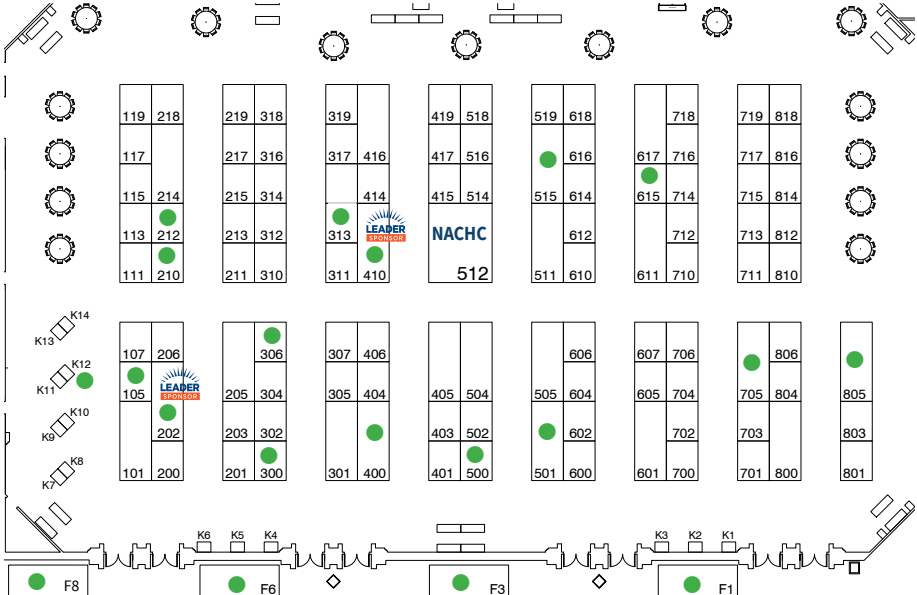 119 218 219 318 319 419 518 519 618 718 719 818
117 217 316 317 416 417 516 616 617 716 717 816
115 214 215 314 414 415 514 515 614 615 714 715 814
LEADER
SPONSOR
NACHC
113 212 213 312 313 612 712 713 812
111 210 211 310 311 410 512 511 610 611 710 711 810
K14
K13
107 206 306 307 406 606 607 706 806
K12
K11
LEADER
SPONSOR
105 205 304 305 404 405 504 505 604 605 704 705 804 805
K10
K9
202 203 302 403 502 602 702 703 803
K8
K7
101 200 201 300 301 400 401 500 501 600 601 700 701 800 801
K6 K5 K4 K3 K2 K1
F8 F6 F3 F1